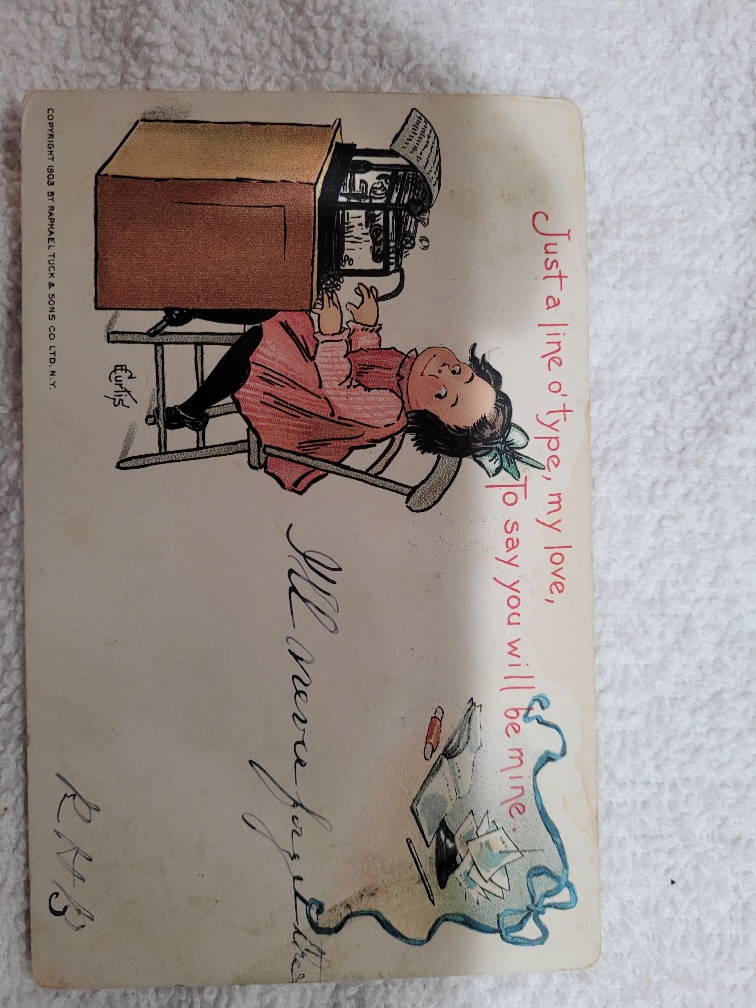 Just a line o'type, my love,
To say you will be mine.
I'll never forget
R H B
E Curtis
COPYRIGHT 1903 BY RAPHAEL TUCK & SONS CO. LTD. N.Y.